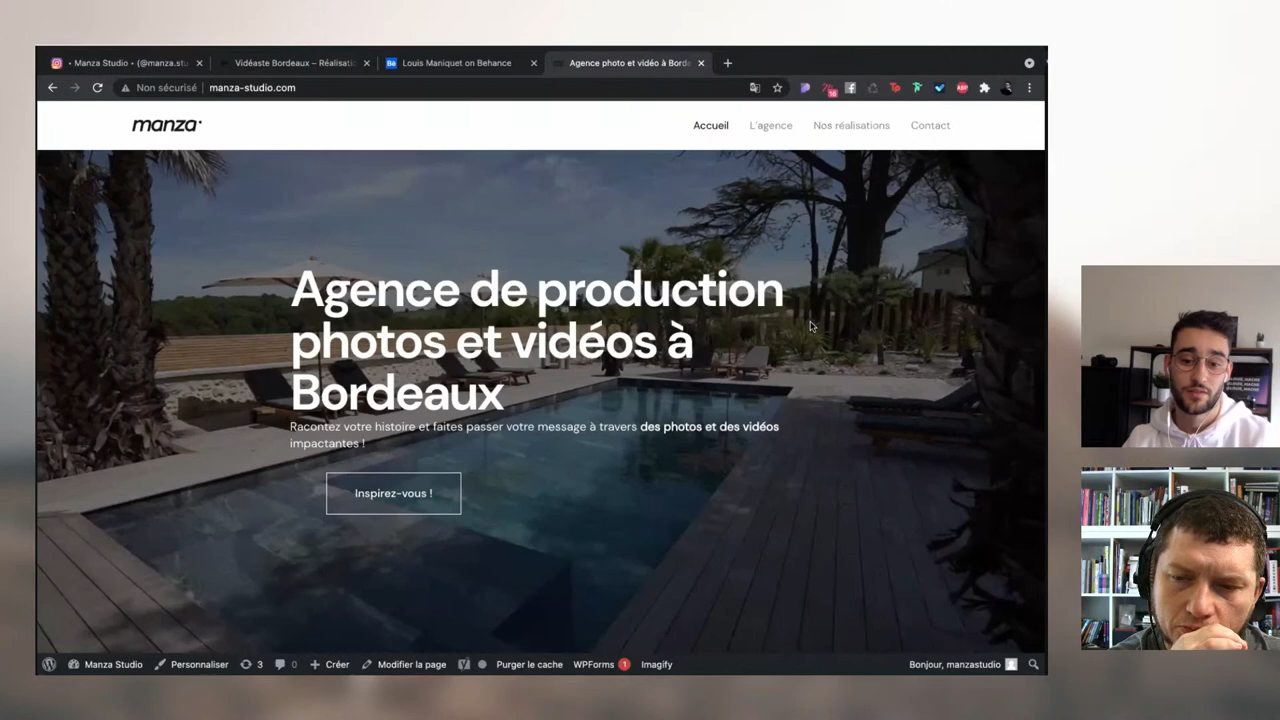 • Manza Studio • (@manza.stu
Vidéaste Bordeaux – Réalisatio
Bē Louis Maniquet on Behance
Agence photo et vidéo à Borde
Non sécurisé manza-studio.com
manza
Accueil L'agence Nos réalisations Contact
Agence de production
photos et vidéos à
Bordeaux
Racontez votre histoire et faites passer votre message à travers des photos et des vidéos
impactantes !
Inspirez-vous !
Manza Studio Personnaliser 3 0 Créer Modifier la page Purger le cache WPForms 1 Imagify Bonjour, manzastudio